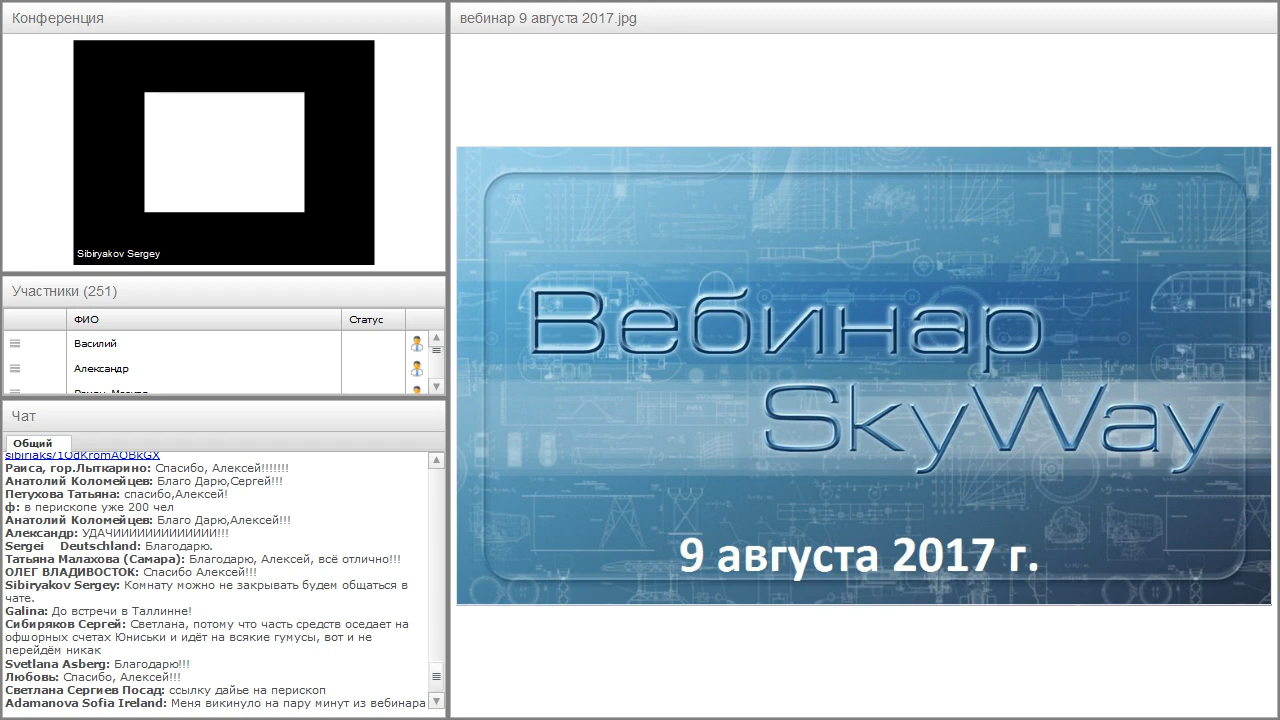 Конференция
Sibiryakov Sergey
Участники (251)
ФИО
Статус
Василий
Александр
Чат
Общий
sibiriaks/1OdKromAOBkGX
Раиса, гор.Лыткарино: Спасибо, Алексей!!!!!!!
Анатолий Коломейцев: Благо Дарю,Сергей!!!
Петухова Татьяна: спасибо,Алексей!
ф: в перископе уже 200 чел
Анатолий Коломейцев: Благо Дарю,Алексей!!!
Александр: УДАЧИИИИИИИИИИИИ!!!
Sergei Deutschland: Благодарю.
Татьяна Малахова (Самара): Благодарю, Алексей, всё отлично!!!
ОЛЕГ ВЛАДИВОСТОК: Спасибо Алексей!!!
Sibiryakov Sergey: Комнату можно не закрывать будем общаться в
чате.
Galina: До встречи в Таллинне!
Сибиряков Сергей: Светлана, потому что часть средств оседает на
офшорных счетах Юниськи и идёт на всякие гумусы, вот и не
перейдём никак
Svetlana Asberg: Благодарю!!!
Любовь: Спасибо, Алексей!!!
Светлана Сергиев Посад: ссылку дайье на перископ
Adamanova Sofia Ireland: Меня викинуло на пару минут из вебинара
вебинар 9 августа 2017.jpg
Вебинар
SkyWay
9 августа 2017 г.